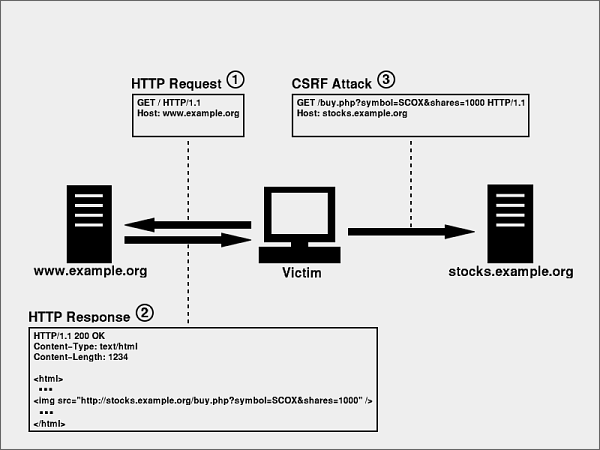 HTTP Request 1
GET / HTTP/1.1
Host: www.example.org
CSRF Attack 3
GET /buy.php?symbol=SCOX&shares=1000 HTTP/1.1
Host: stocks.example.org
www.example.org
Victim
stocks.example.org
HTTP Response 2
HTTP/1.1 200 OK
Content-Type: text/html
Content-Length: 1234
<html>
...
<img src="http://stocks.example.org/buy.php?symbol=SCOX&shares=1000" />
...
</html>